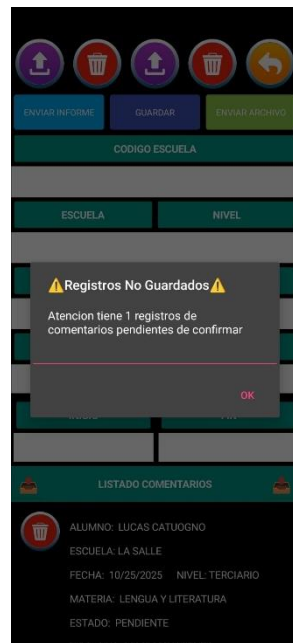 ENVIAR INFORME
GUARDAR
ENVIAR ARCHIVO
CODIGO ESCUELA
ESCUELA
NIVEL
⚠️Registros No Guardados⚠️
Atencion tiene 1 registros de
comentarios pendientes de confirmar
OK
LISTADO COMENTARIOS
ALUMNO: LUCAS CATUOGNO
ESCUELA: LA SALLE
FECHA: 10/25/2025 NIVEL: TERCIARIO
MATERIA: LENGUA Y LITERATURA
ESTADO: PENDIENTE